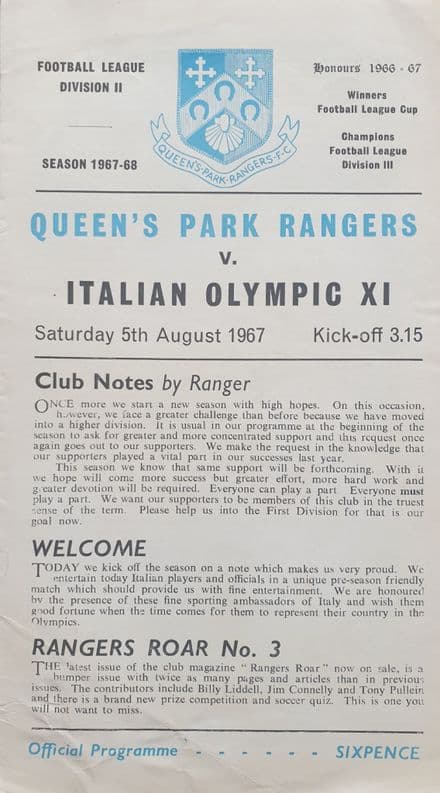 FOOTBALL LEAGUE
DIVISION II
SEASON 1967-68
QUEEN'S·PARK·RANGERS·F·C
Honours 1966 - 67
Winners
Football League Cup
Champions
Football League
Division III
QUEEN'S PARK RANGERS
v.
ITALIAN OLYMPIC XI
Saturday 5th August 1967 Kick-off 3.15
Club Notes by Ranger
ONCE more we start a new season with high hopes. On this occasion,
however, we face a greater challenge than before because we have moved
into a higher division. It is usual in our programme at the beginning of the
season to ask for greater and more concentrated support and this request once
again goes out to our supporters. We make the request in the knowledge that
our supporters played a vital part in our successes last year.
This season we know that same support will be forthcoming. With it
we hope will come more success but greater effort, more hard work and
greater devotion will be required. Everyone can play a part Everyone must
play a part. We want our supporters to be members of this club in the truest
sense of the term. Please help us into the First Division for that is our
goal now.
WELCOME
TODAY we kick off the season on a note which makes us very proud. We
entertain today Italian players and officials in a unique pre-season friendly
match which should provide us with fine entertainment. We are honoured
by the presence of these fine sporting ambassadors of Italy and wish them
good fortune when the time comes for them to represent their country in the
Olympics.
RANGERS ROAR No. 3
THE latest issue of the club magazine "Rangers Roar" now on sale, is a
bumper issue with twice as many pages and articles than in previous
issues. The contributors include Billy Liddell, Jim Connelly and Tony Pullein
and there is a brand new prize competition and soccer quiz. This is one you
will not want to miss.
Official Programme - - - - - - SIXPENCE